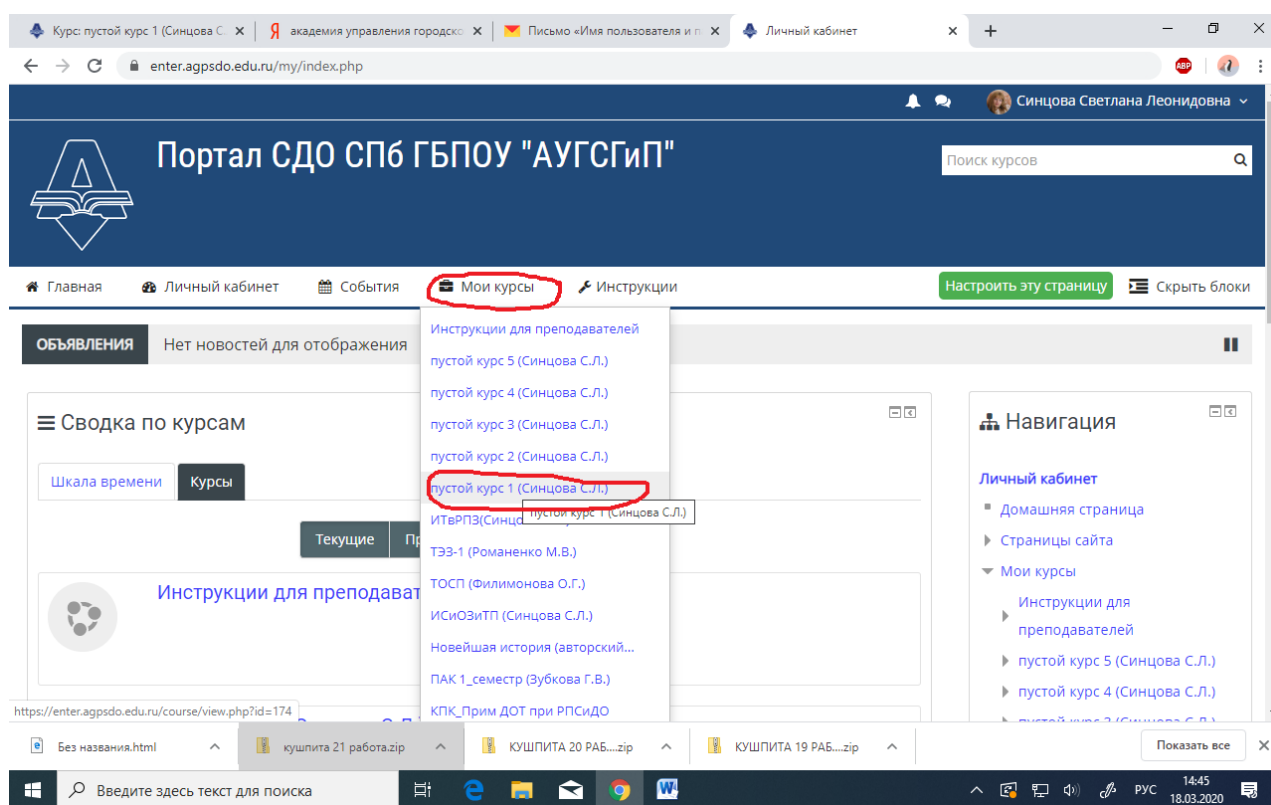 Курс: пустой курс 1 (Синцова С.
академия управления городско
Письмо «Имя пользователя и п
Личный кабинет
enter.agpsdo.edu.ru/my/index.php
ABP
Синцова Светлана Леонидовна
Портал СДО СПб ГБПОУ "АУГСГиП"
Поиск курсов
Главная Личный кабинет События Мои курсы Инструкции
Настроить эту страницу Скрыть блоки
ОБЪЯВЛЕНИЯ Нет новостей для отображения
Инструкции для преподавателей
пустой курс 5 (Синцова С.Л.)
пустой курс 4 (Синцова С.Л.)
пустой курс 3 (Синцова С.Л.)
пустой курс 2 (Синцова С.Л.)
пустой курс 1 (Синцова С.Л.)
пустой курс 1 (Синцова С.Л.)
ИТвРПЗ(Синцо
ТЭЗ-1 (Романенко М.В.)
ТОСП (Филимонова О.Г.)
ИСиОЗиТП (Синцова С.Л.)
Новейшая история (авторский...
ПАК 1_семестр (Зубкова Г.В.)
КПК_Прим ДОТ при РПСиДО
Сводка по курсам
Шкала времени Курсы
Текущие Пр
Инструкции для преподават
Навигация
Личный кабинет
Домашняя страница
Страницы сайта
Мои курсы
Инструкции для
преподавателей
пустой курс 5 (Синцова С.Л.)
пустой курс 4 (Синцова С.Л.)
https://enter.agpsdo.edu.ru/course/view.php?id=174
Без названия.html
кушпита 21 работа.zip
КУШПИТА 20 РАБ....zip
КУШПИТА 19 РАБ....zip
Показать все
Введите здесь текст для поиска
РУС
14:45
18.03.2020